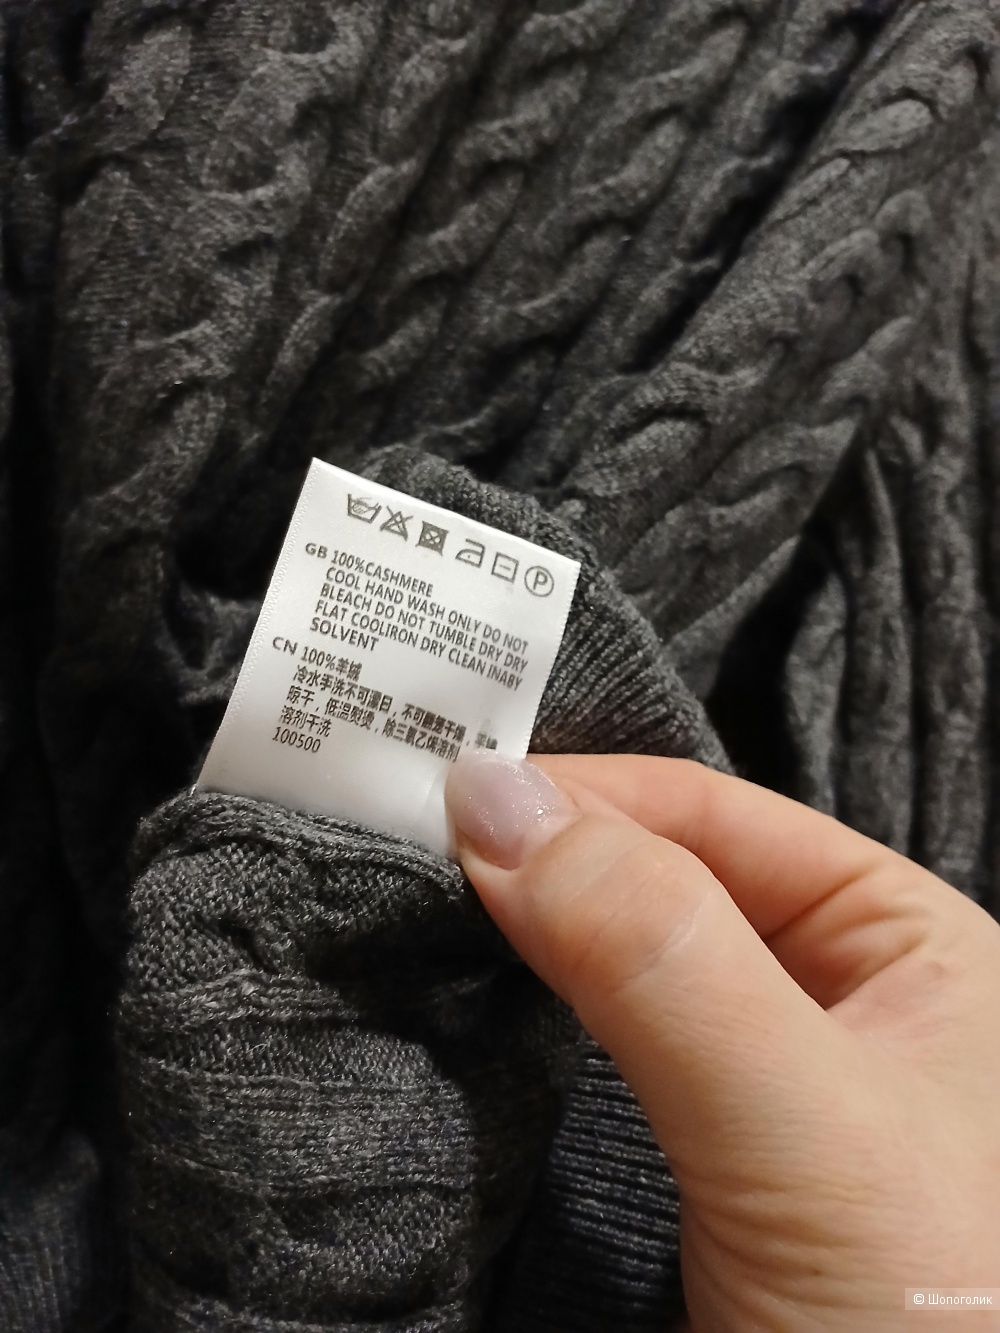 GB 100%CASHMERE
COOL HAND WASH ONLY DO NOT
BLEACH DO NOT TUMBLE DRY DRY
FLAT COOLIRON DRY CLEAN INABY
SOLVENT
CN 100%羊绒
冷水手洗不可漂白，不可翻笼干燥，平铺
晾干，低温熨烫，除三氯乙烯溶剂
溶剂干洗
100500
P
© Шопоголик